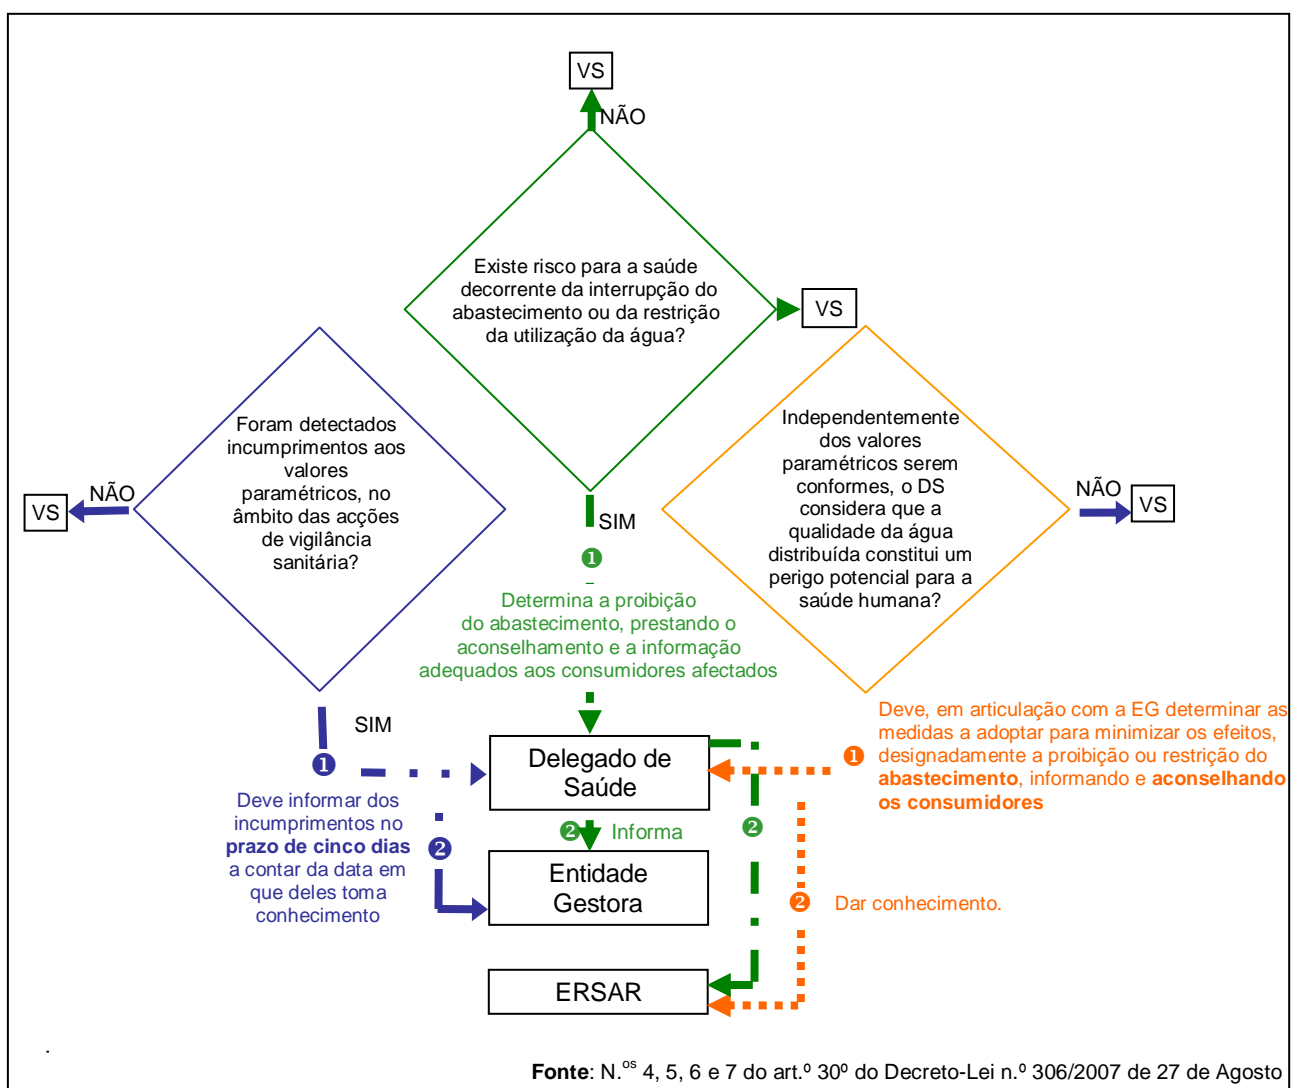 VS
NÃO
Existe risco para a saúde
decorrente da interrupção do
abastecimento ou da restrição
da utilização da água?
VS
Foram detectados
incumprimentos aos
valores
paramétricos, no
âmbito das acções
de vigilância
sanitária?
NÃO
VS
Independentemente
dos valores
paramétricos serem
conformes, o DS
considera que a
qualidade da água
distribuída constitui um
perigo potencial para a
saúde humana?
NÃO
VS
SIM
❶
Determina a proibição
do abastecimento, prestando o
aconselhamento e a informação
adequados aos consumidores afectados
SIM
❶
Deve informar dos
incumprimentos no
prazo de cinco dias
a contar da data em
que deles toma
conhecimento
❷
Deve, em articulação com a EG determinar as
medidas a adoptar para minimizar os efeitos,
❶ designadamente a proibição ou restrição do
abastecimento, informando e aconselhando
os consumidores
Delegado de
Saúde
❷ Informa
❷
Entidade
Gestora
❷ Dar conhecimento.
ERSAR
.
Fonte: N.os 4, 5, 6 e 7 do art.º 30º do Decreto-Lei n.º 306/2007 de 27 de Agosto